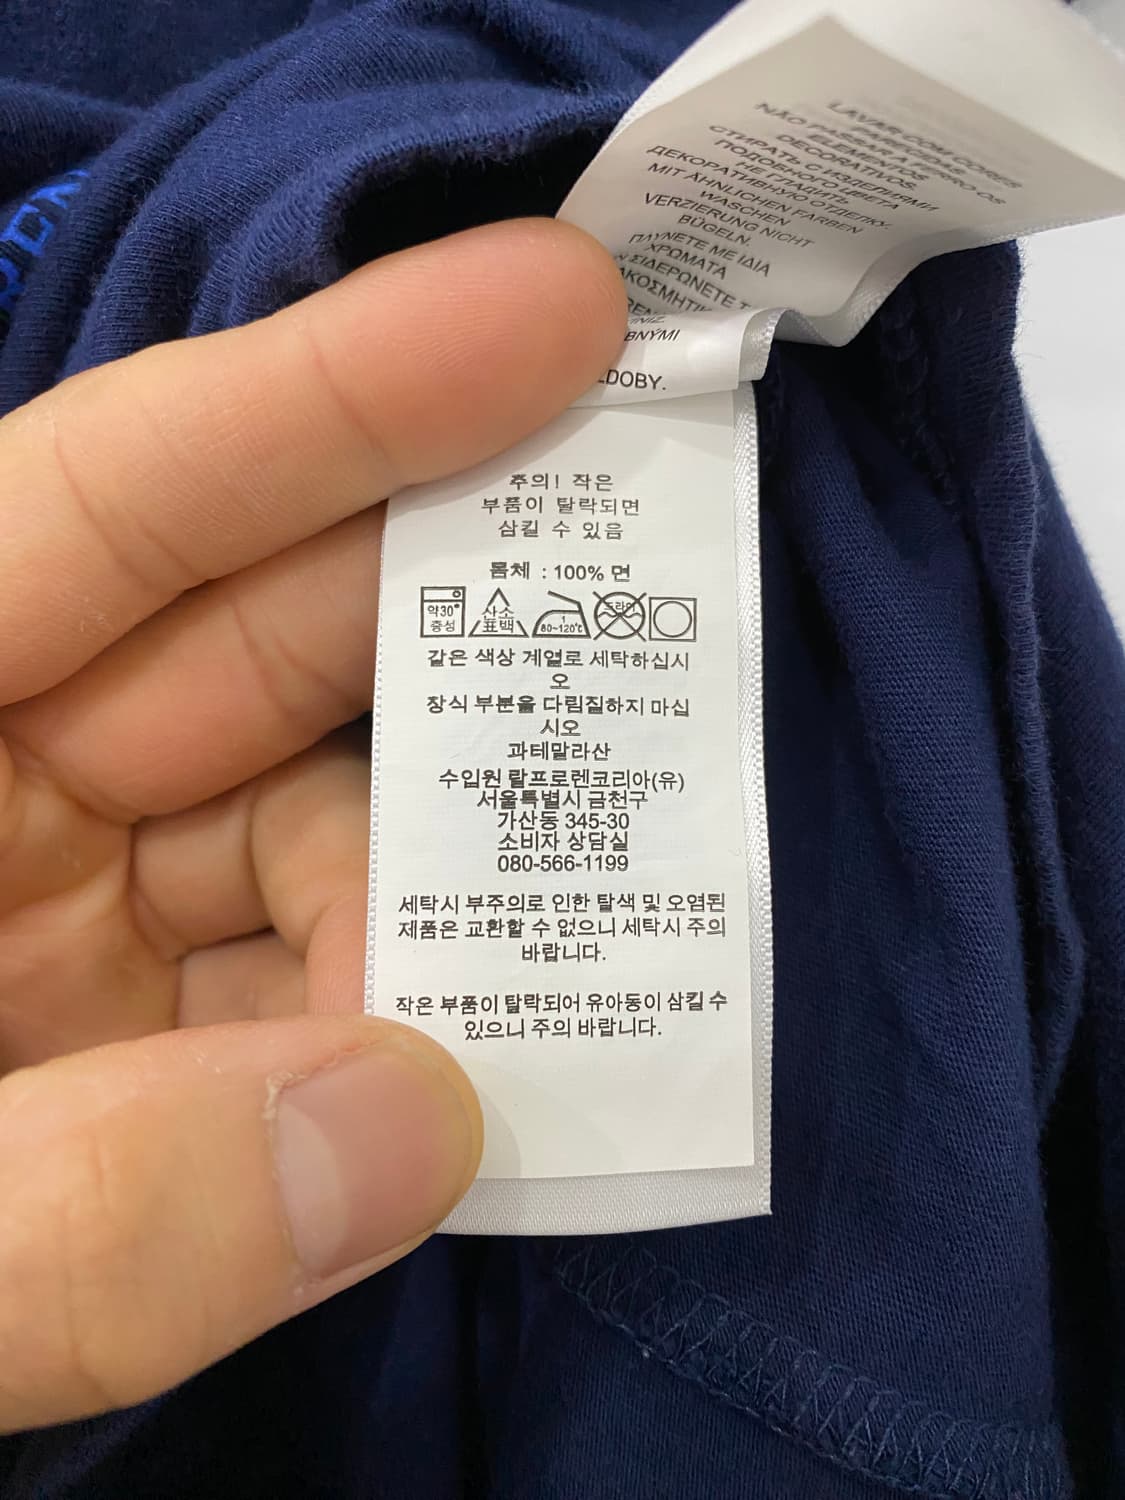 LAVAR COM CORES
PARECIDAS.
NÃO PASSAR A FERRO OS
ELEMENTOS
DECORATIVOS.
СТИРАТЬ С ИЗДЕЛИЯМИ
ПОДОБНОГО ЦВЕТА
НЕ ГЛАДИТЬ
ДЕКОРАТИВНУЮ ОТДЕЛКУ.
MIT ÄHNLICHEN FARBEN
WASCHEN
VERZIERUNG NICHT
BÜGELN.
ΠΛΥΝΕΤΕ ΜΕ ΙΔΙΑ
ΧΡΩΜΑΤΑ
ΣΙΔΕΡΩΝΕΤΕ
BNÝMI
ZDOBY.
주의! 작은
부품이 탈락되면
삼킬 수 있음
몸체 : 100% 면
약30° 중성 산소 표백 1 80~120℃ 드라이
같은 색상 계열로 세탁하십시
오
장식 부분을 다림질하지 마십
시오
과테말라산
수입원 랄프로렌코리아(유)
서울특별시 금천구
가산동 345-30
소비자 상담실
080-566-1199
세탁시 부주의로 인한 탈색 및 오염된
제품은 교환할 수 없으니 세탁시 주의
바랍니다.
작은 부품이 탈락되어 유아동이 삼킬 수
있으니 주의 바랍니다.